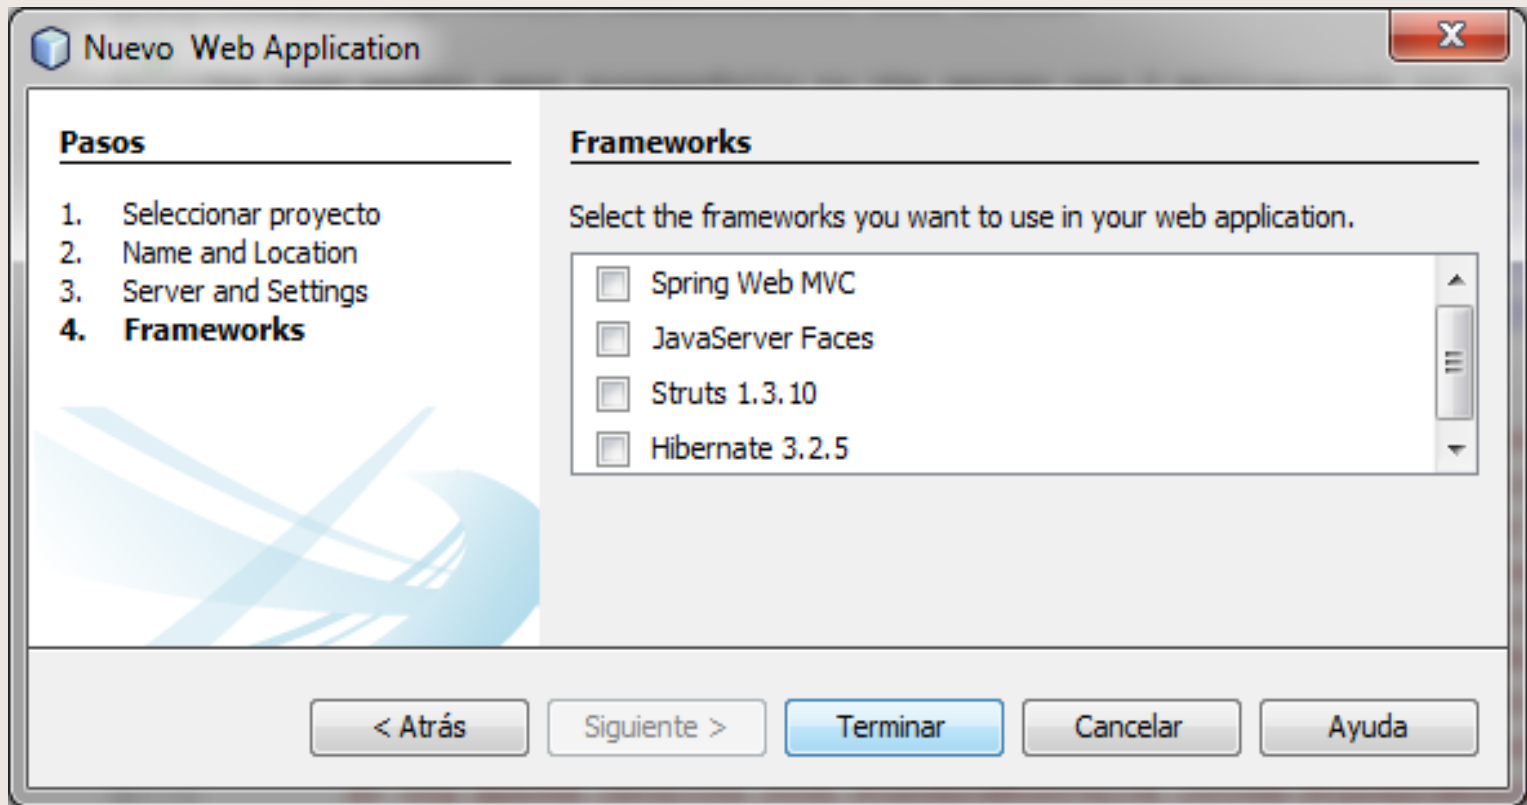 Nuevo  Web Application
Pasos
1. Seleccionar proyecto
2. Name and Location
3. Server and Settings
4. Frameworks
Frameworks
Select the frameworks you want to use in your web application.
Spring Web MVC
JavaServer Faces
Struts 1.3.10
Hibernate 3.2.5
< Atrás
Siguiente >
Terminar
Cancelar
Ayuda